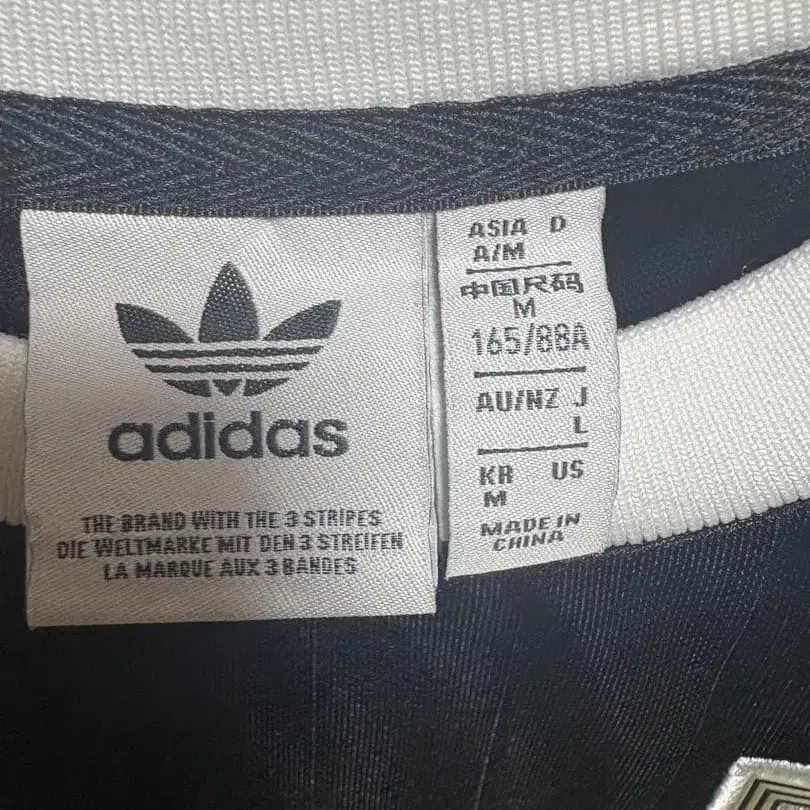 adidas
THE BRAND WITH THE 3 STRIPES
DIE WELTMARKE MIT DEN 3 STREIFEN
LA MARQUE AUX 3 BANDES
ASIA D
A/M
中国尺码
M
165/88A
AU/NZ J
L
KR US
M
MADE IN
CHINA